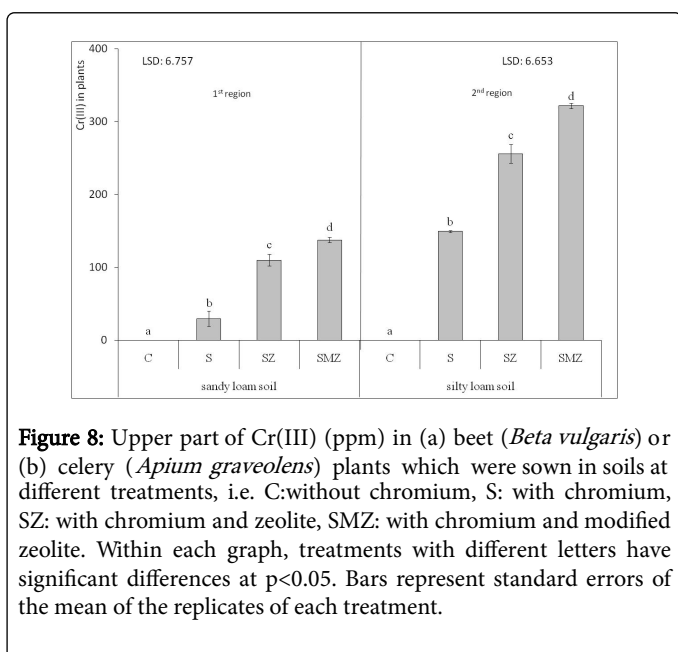 400
LSD: 6.757
LSD: 6.653
Cr(III) in plants
1st region
2nd region
300
200
100
0
a
b
c
d
a
b
c
d
C
S
SZ
SMZ
C
S
SZ
SMZ
sandy loam soil
silty loam soil
Figure 8: Upper part of Cr(III) (ppm) in (a) beet (Beta vulgaris) or
(b) celery (Apium graveolens) plants which were sown in soils at
different treatments, i.e. C:without chromium, S: with chromium,
SZ: with chromium and zeolite, SMZ: with chromium and modified
zeolite. Within each graph, treatments with different letters have
significant differences at p<0.05. Bars represent standard errors of
the mean of the replicates of each treatment.